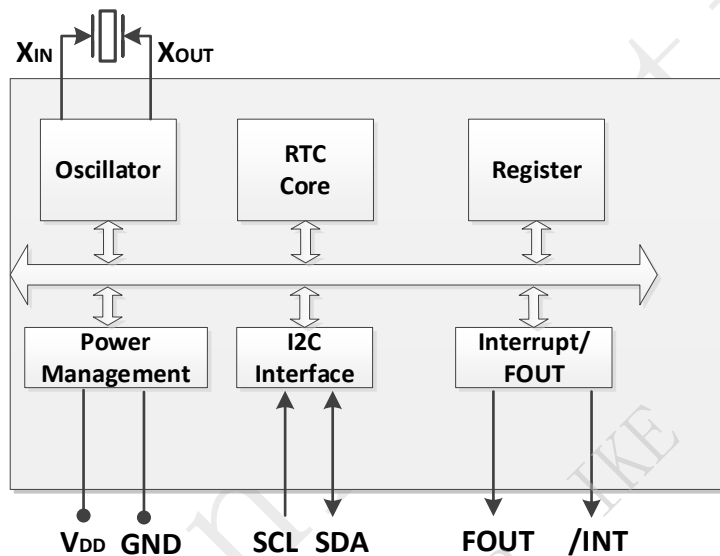 XIN XOUT
Oscillator
RTC
Core
Register
Power
Management
I2C
Interface
Interrupt/
FOUT
VDD GND SCL SDA FOUT /INT